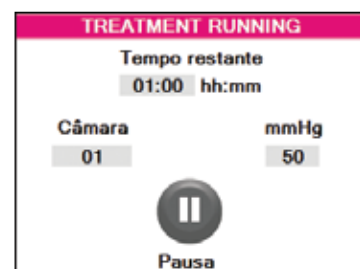 TREATMENT RUNNING
Tempo restante
01:00 hh:mm
Câmara mmHg
01 50
Pausa